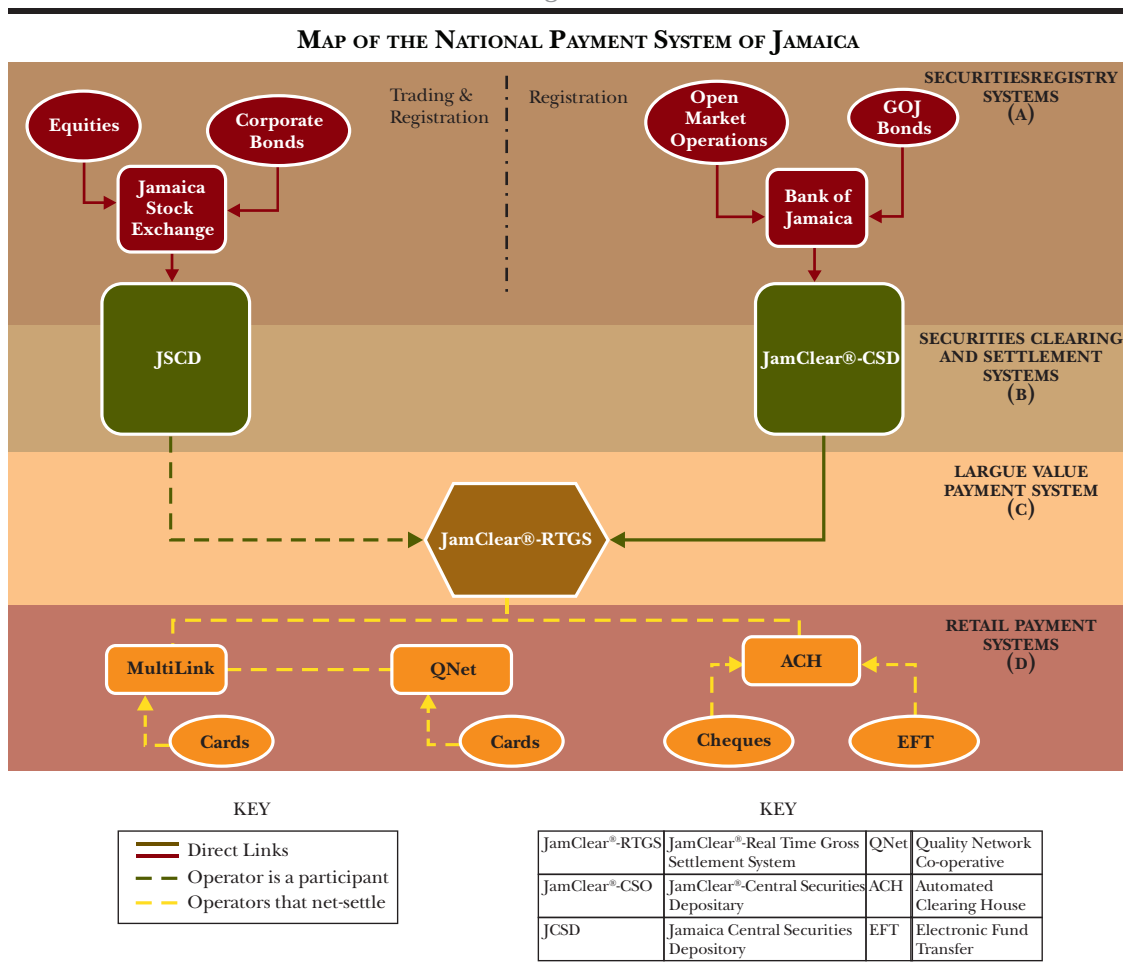 MAP OF THE NATIONAL PAYMENT SYSTEM OF JAMAICA
SECURITIESREGISTRY
SYSTEMS
(A)
Trading &
Registration
Registration
Equities
Corporate
Bonds
Open
Market
Operations
GOJ
Bonds
Jamaica
Stock
Exchange
Bank of
Jamaica
SECURITIES CLEARING
AND SETTLEMENT
SYSTEMS
(B)
JSCD
JamClear®-CSD
LARGUE VALUE
PAYMENT SYSTEM
(C)
JamClear®-RTGS
RETAIL PAYMENT
SYSTEMS
(D)
MultiLink
QNet
ACH
Cards
Cards
Cheques
EFT
KEY
Direct Links
Operator is a participant
Operators that net-settle
KEY
JamClear®-RTGS JamClear®-Real Time Gross QNet Quality Network
Settlement System Co-operative
JamClear®-CSO JamClear®-Central Securities ACH Automated
Depositary Clearing House
JCSD Jamaica Central Securities EFT Electronic Fund
Depository Transfer